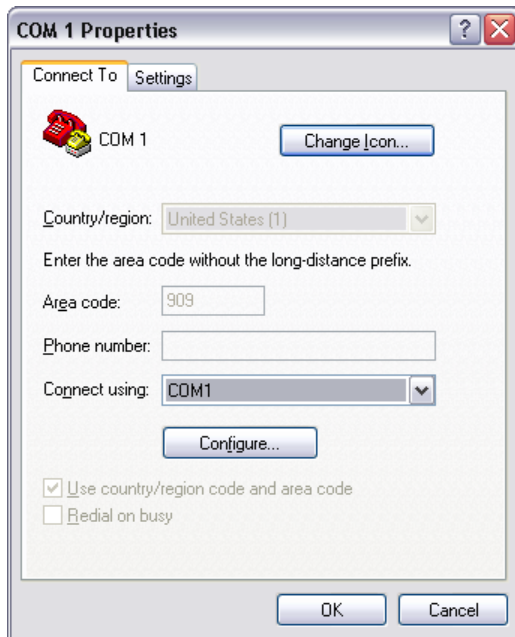 COM 1 Properties
?
Connect To Settings
COM 1 Change Icon...
Country/region: United States (1)
Enter the area code without the long-distance prefix.
Area code: 909
Phone number:
Connect using: COM1
Configure...
Use country/region code and area code
Redial on busy
OK Cancel